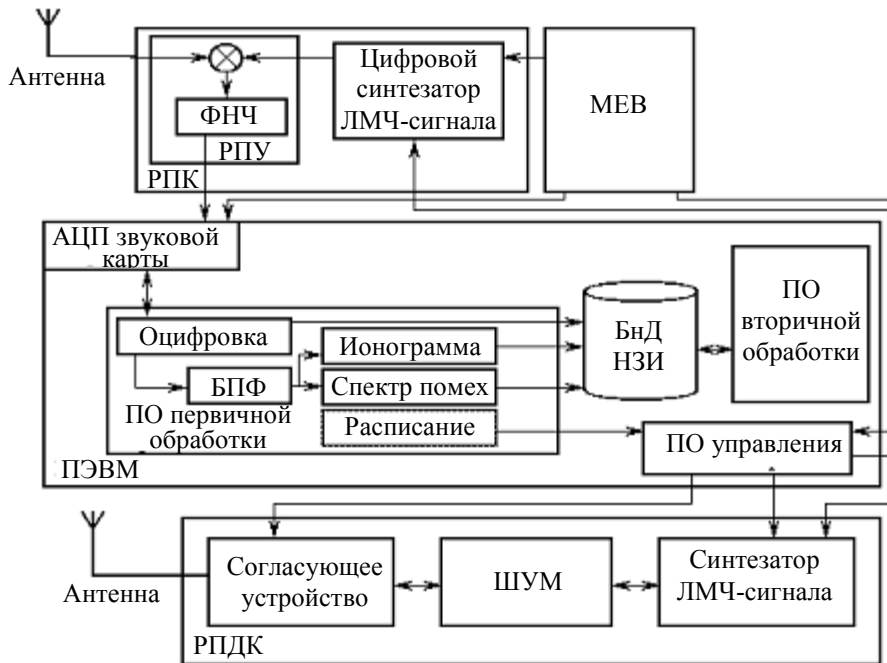 Антенна
Цифровой
синтезатор
ЛМЧ-сигнала
МЕВ
ФНЧ
РПУ
РПК
АЦП звуковой
карты
Оцифровка
БПФ
ПО первичной
обработки
Ионограмма
Спектр помех
Расписание
БнД
НЗИ
ПО
вторичной
обработки
ПО управления
ПЭВМ
Антенна
Согласующее
устройство
ШУМ
Синтезатор
ЛМЧ-сигнала
РПДК